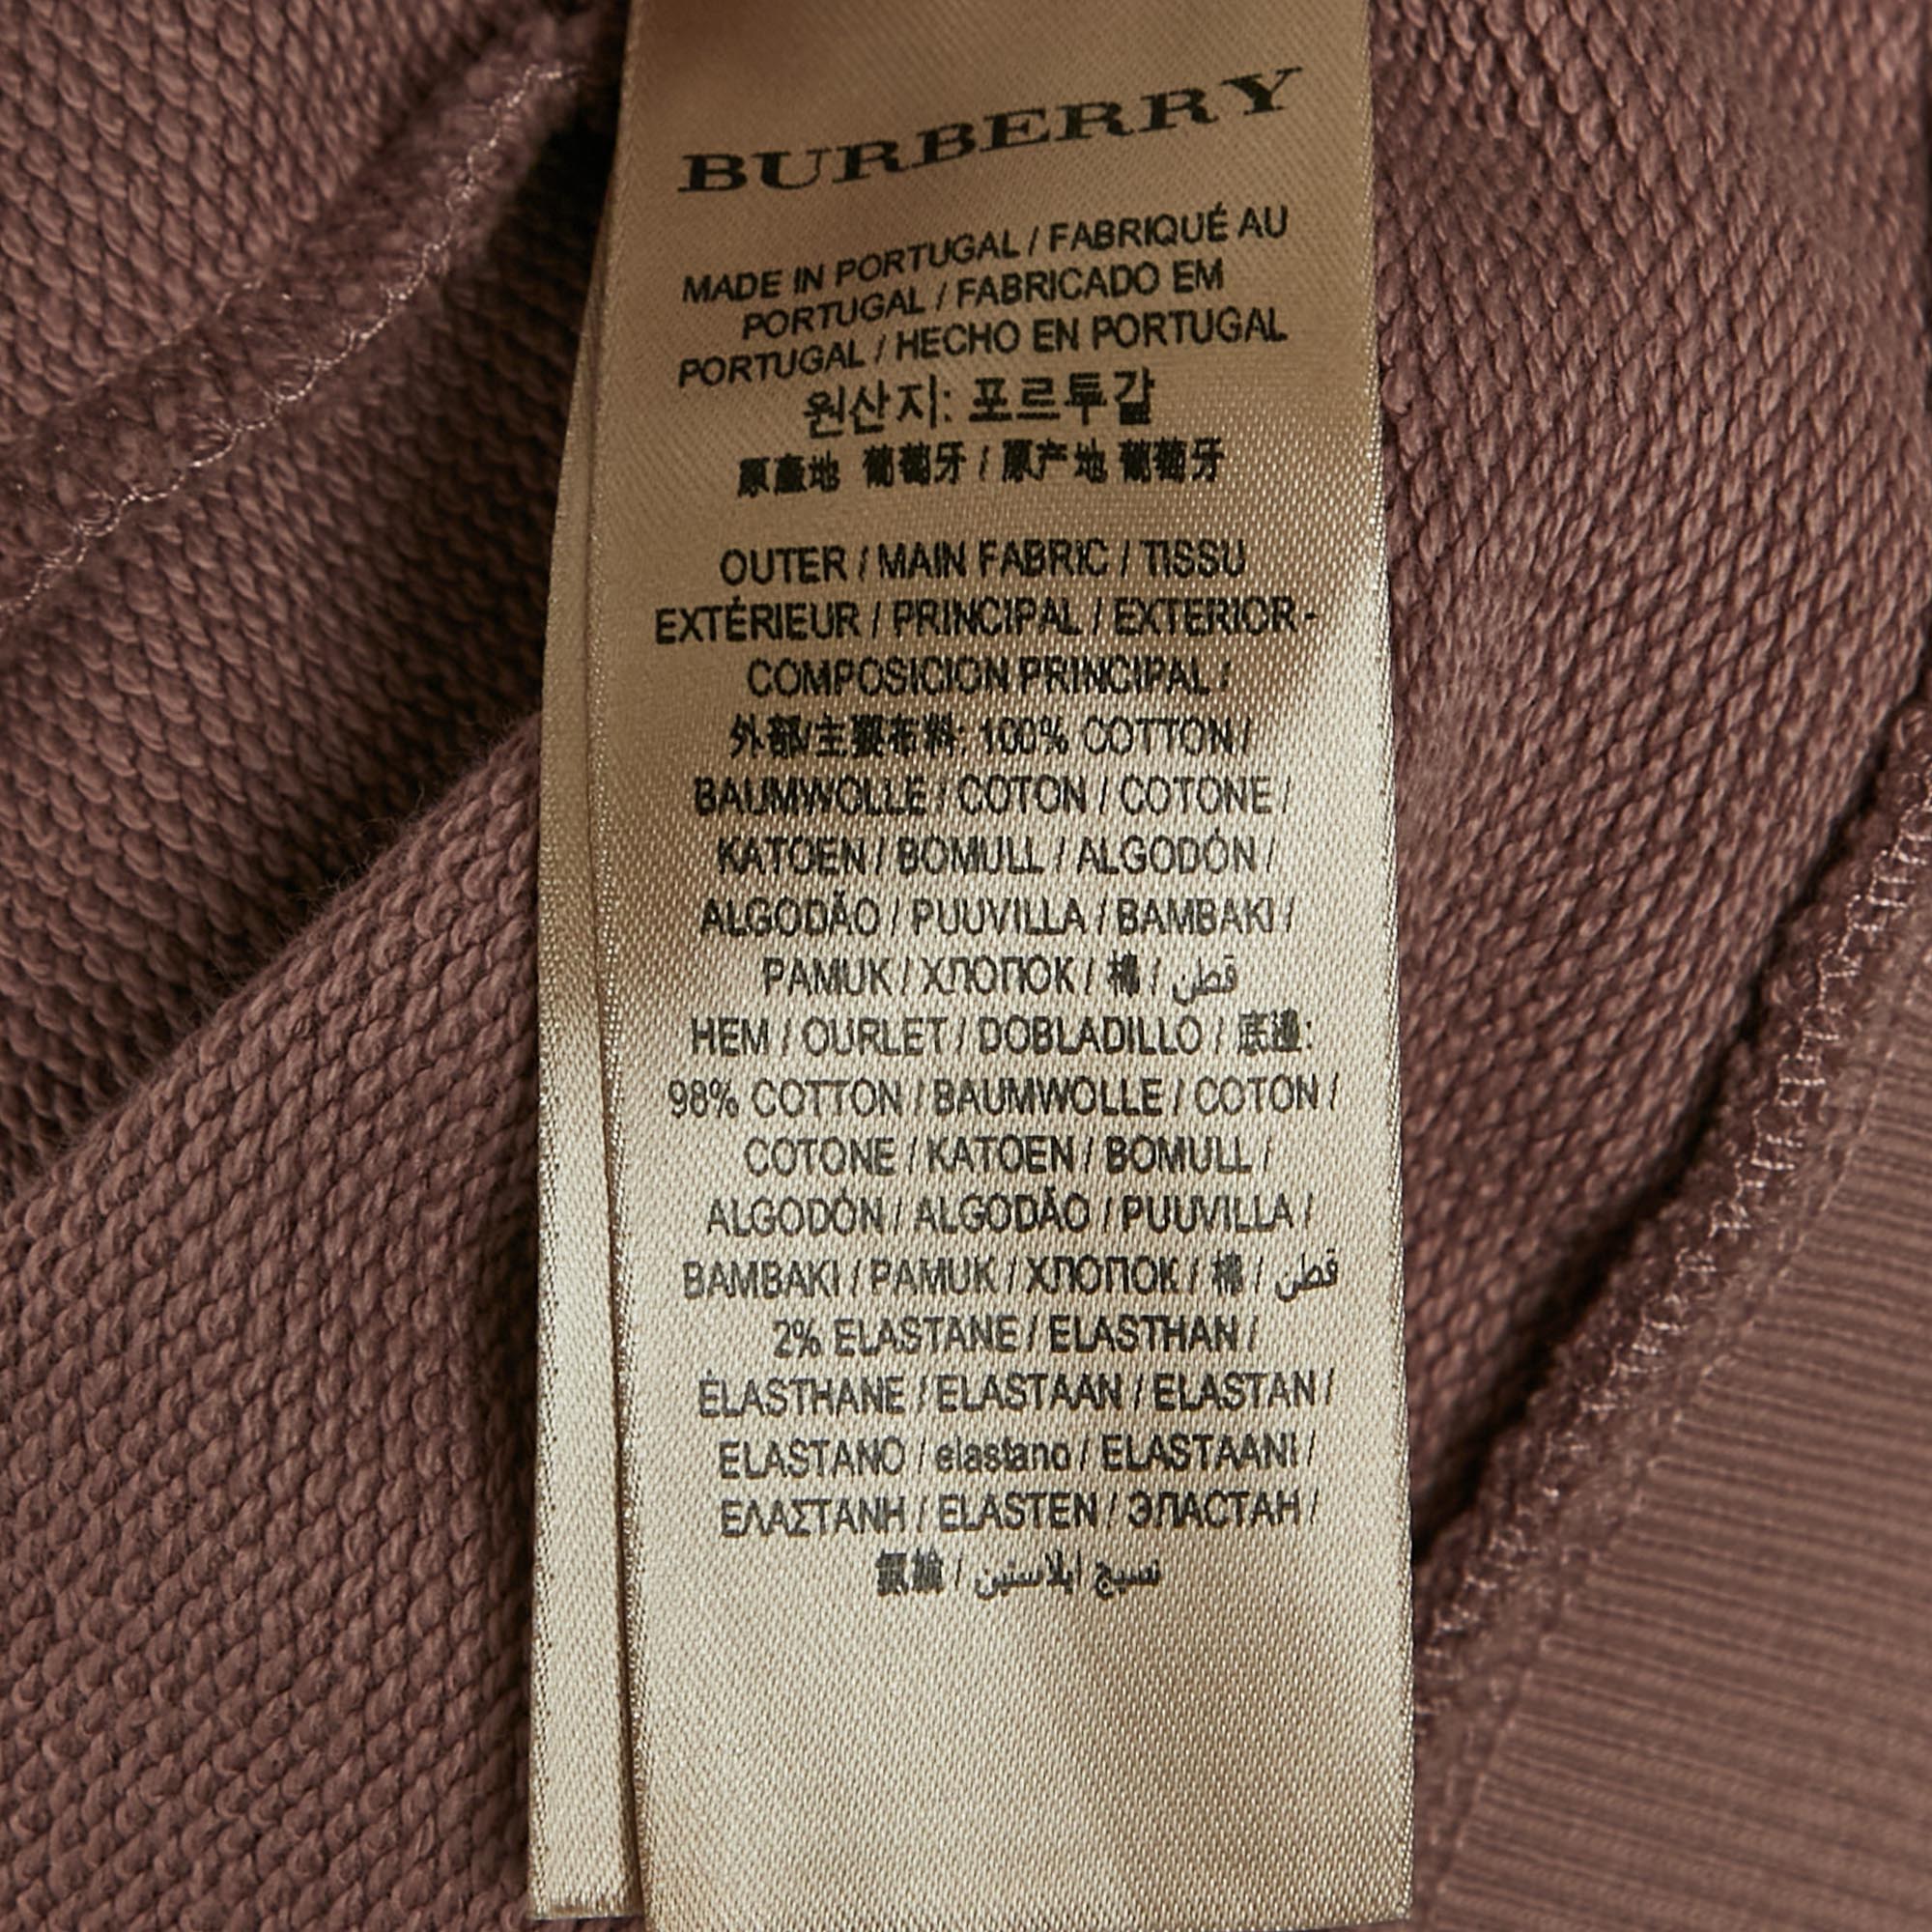 BURBERRY
MADE IN PORTUGAL / FABRIQUÉ AU
PORTUGAL / FABRICADO EM
PORTUGAL / HECHO EN PORTUGAL
원산지: 포르투갈
原產地 葡萄牙 / 原产地 葡萄牙
OUTER / MAIN FABRIC / TISSU
EXTÉRIEUR / PRINCIPAL / EXTERIOR -
COMPOSICION PRINCIPAL /
外部/主要布料: 100% COTTON /
BAUMWOLLE / COTON / COTONE /
KATOEN / BOMULL / ALGODÓN /
ALGODÃO / PUUVILLA / BAMBAKI /
PAMUK / ХЛОПОК / 棉 / قطن
HEM / OURLET / DOBLADILLO / 底邊:
98% COTTON / BAUMWOLLE / COTON /
COTONE / KATOEN / BOMULL /
ALGODÓN / ALGODÃO / PUUVILLA /
BAMBAKI / PAMUK / ХЛОПОК / 棉 / قطن
2% ELASTANE / ELASTHAN /
ÉLASTHANE / ELASTAAN / ELASTAN /
ELASTANO / elastano / ELASTAANI /
ΕΛΑΣΤΑΝΗ / ELASTEN / ЭЛАСТАН /
/ نسيج ايلاستين